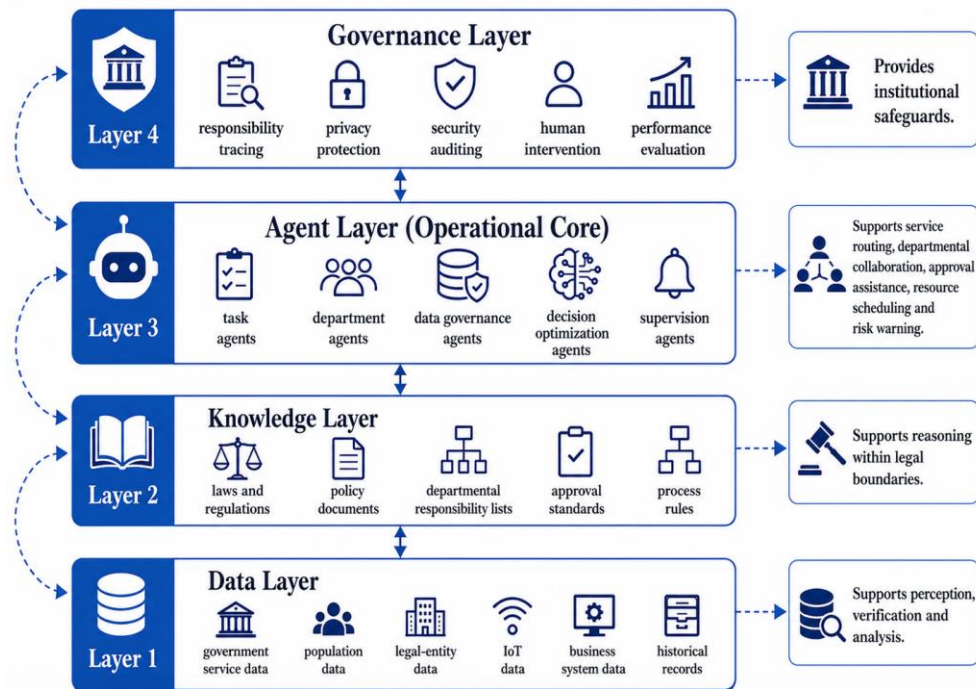 Governance Layer
Layer 4
responsibility
tracing
privacy
protection
security
auditing
human
intervention
performance
evaluation
Provides
institutional
safeguards.
Agent Layer (Operational Core)
Layer 3
task
agents
department
agents
data governance
agents
decision
optimization
agents
supervision
agents
Supports service
routing, departmental
collaboration, approval
assistance, resource
scheduling and
risk warning.
Knowledge Layer
Layer 2
laws and
regulations
policy
documents
departmental
responsibility lists
approval
standards
process
rules
Supports reasoning
within legal
boundaries.
Data Layer
Layer 1
government
service data
population
data
legal-entity
data
IoT
data
business
system data
historical
records
Supports perception,
verification and
analysis.